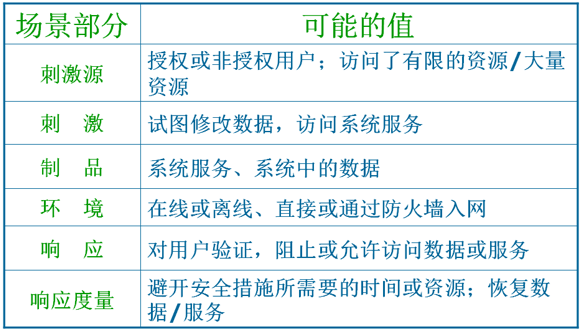 场景部分 可能的值
刺激源 授权或非授权用户；访问了有限的资源/大量
资源
刺 激 试图修改数据，访问系统服务
制 品 系统服务、系统中的数据
环 境 在线或离线、直接或通过防火墙入网
响 应 对用户验证，阻止或允许访问数据或服务
响应度量 避开安全措施所需要的时间或资源；恢复数
据/服务